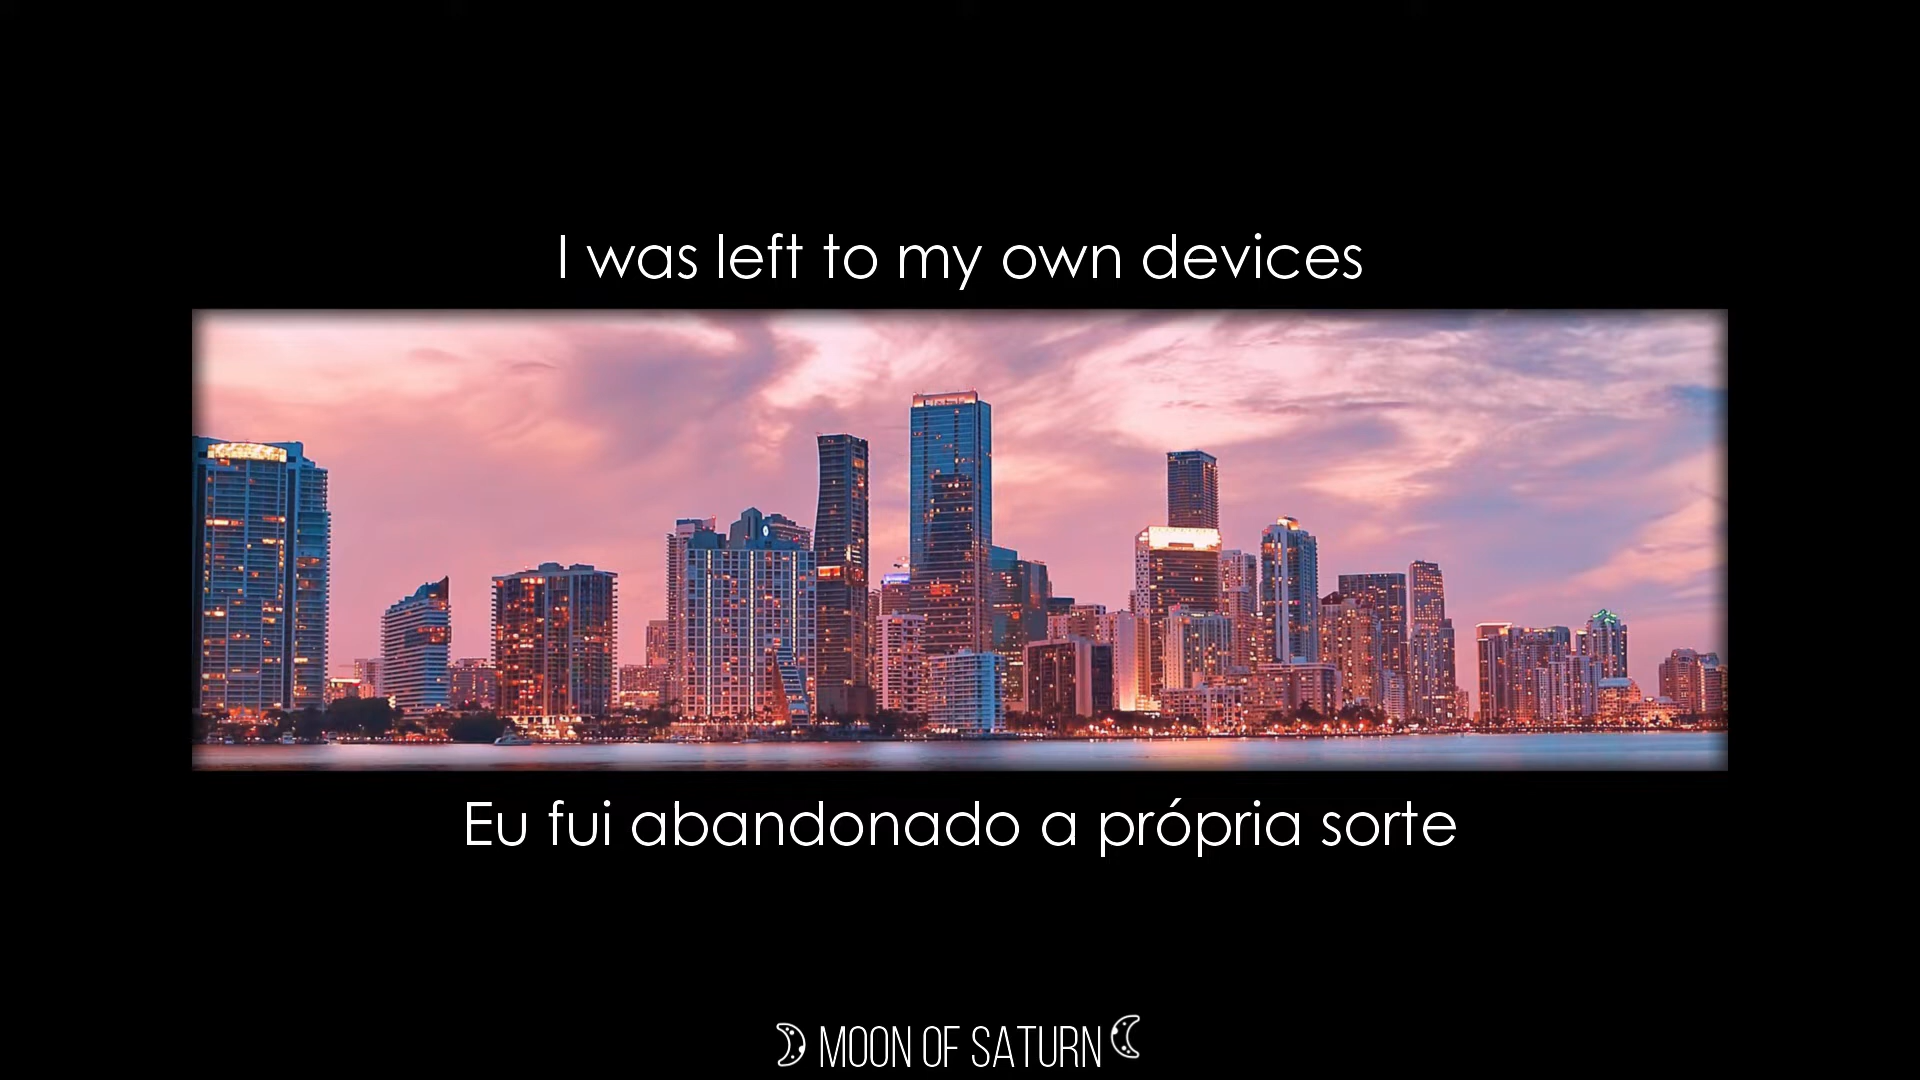 I was left to my own devices
Eu fui abandonado a própria sorte
MOON OF SATURN